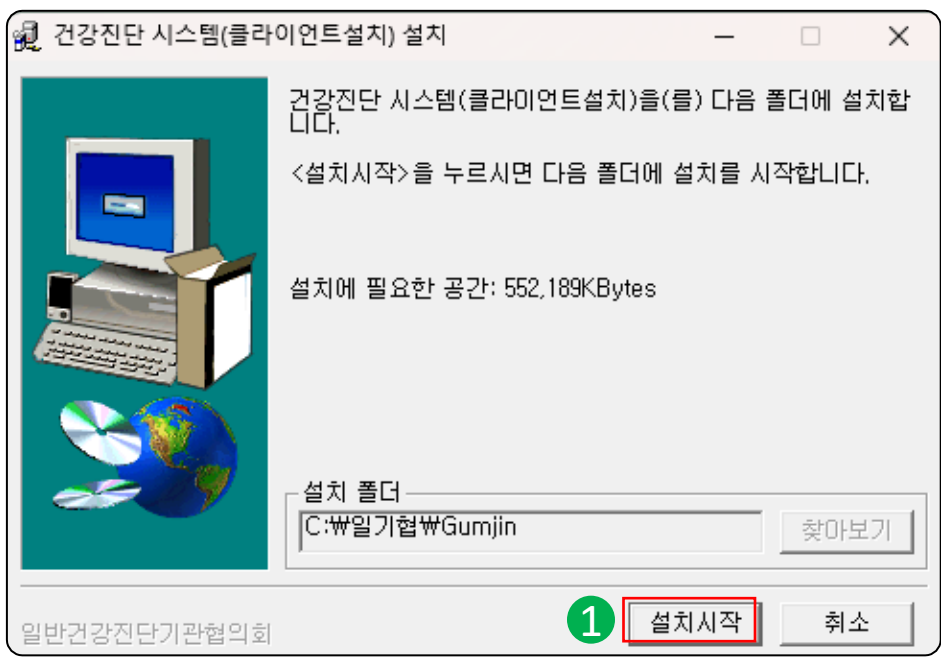 건강진단 시스템(클라이언트설치) 설치
건강진단 시스템(클라이언트설치)을(를) 다음 폴더에 설치합
니다.
<설치시작>을 누르시면 다음 폴더에 설치를 시작합니다.
설치에 필요한 공간: 552,189KBytes
설치 폴더
C:₩일기협₩Gumjin
찾아보기
일반건강진단기관협의회
1
설치시작
취소